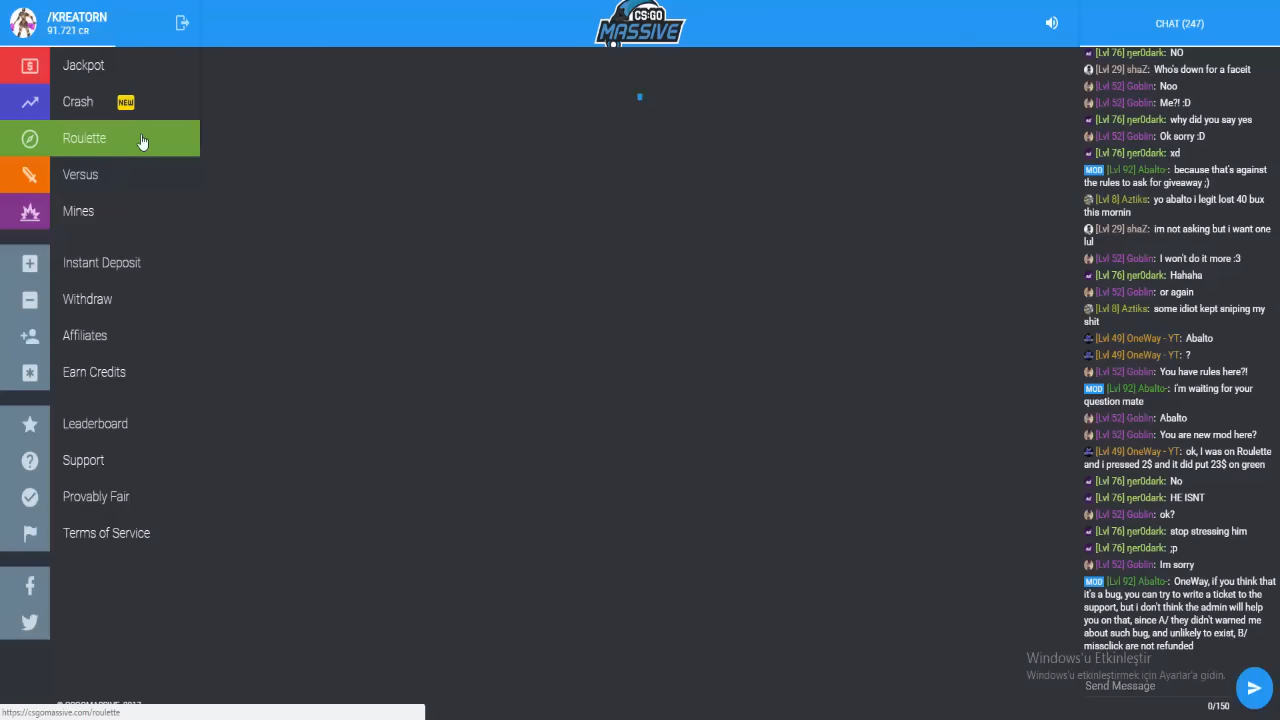 /KREATORN
91.721 CR
CS:GO
MASSIVE
CHAT (247)
Jackpot
Crash NEW
Roulette
Versus
Mines
Instant Deposit
Withdraw
Affiliates
Earn Credits
Leaderboard
Support
Provably Fair
Terms of Service
https://csgomassive.com/roulette
[Lvl 76] ŋer0dark: NO
[Lvl 29] shaZ: Who's down for a faceit
[Lvl 52] Goblin: Noo
[Lvl 52] Goblin: Me?! :D
[Lvl 76] ŋer0dark: why did you say yes
[Lvl 52] Goblin: Ok sorry :D
[Lvl 76] ŋer0dark: xd
MOD [Lvl 92] Abalto-: because that's against
the rules to ask for giveaway ;)
[Lvl 8] Aztiks: yo abalto i legit lost 40 bux
this mornin
[Lvl 29] shaZ: im not asking but i want one
lul
[Lvl 52] Goblin: I won't do it more :3
[Lvl 76] ŋer0dark: Hahaha
[Lvl 52] Goblin: or again
[Lvl 8] Aztiks: some idiot kept sniping my
shit
[Lvl 49] OneWay - YT: Abalto
[Lvl 49] OneWay - YT: ?
[Lvl 52] Goblin: You have rules here?!
MOD [Lvl 92] Abalto-: i'm waiting for your
question mate
[Lvl 52] Goblin: Abalto
[Lvl 52] Goblin: You are new mod here?
[Lvl 49] OneWay - YT: ok, I was on Roulette
and i pressed 2$ and it did put 23$ on green
[Lvl 76] ŋer0dark: No
[Lvl 76] ŋer0dark: HE ISNT
[Lvl 52] Goblin: ok?
[Lvl 76] ŋer0dark: stop stressing him
[Lvl 76] ŋer0dark: ;p
[Lvl 52] Goblin: Im sorry
MOD [Lvl 92] Abalto-: OneWay, if you think that
it's a bug, you can try to write a ticket to the
support, but i don't think the admin will help
you on that, since A/ they didn't warned me
about such bug, and unlikely to exist, B/
missclick are not refunded
Windows'u Etkinleştir
Windows'u etkinleştirmek için Ayarlar'a gidin.
Send Message
0/150